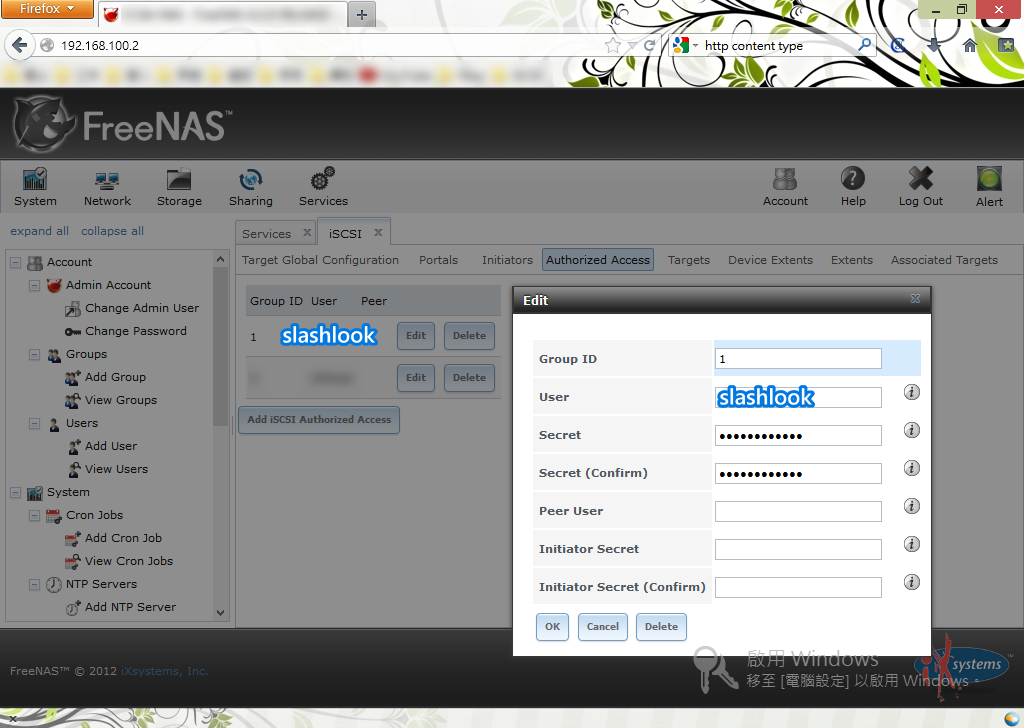 Firefox
192.168.100.2
http content type
FreeNAS™
System
Network
Storage
Sharing
Services
Account
Help
Log Out
Alert
expand all
collapse all
Account
Admin Account
Change Admin User
Change Password
Groups
Add Group
View Groups
Users
Add User
View Users
System
Cron Jobs
Add Cron Job
View Cron Jobs
NTP Servers
Add NTP Server
Services
iSCSI
Target Global Configuration
Portals
Initiators
Authorized Access
Targets
Device Extents
Extents
Associated Targets
Group ID User Peer
1 slashlook Edit Delete
Edit Delete
Add iSCSI Authorized Access
Edit
Group ID 1
User slashlook
Secret ••••••••••••
Secret (Confirm) ••••••••••••
Peer User
Initiator Secret
Initiator Secret (Confirm)
OK Cancel Delete
FreeNAS™ © 2012 iXsystems, Inc.
啟用 Windows
移至 [電腦設定] 以啟用 Windows。
iXsystems™